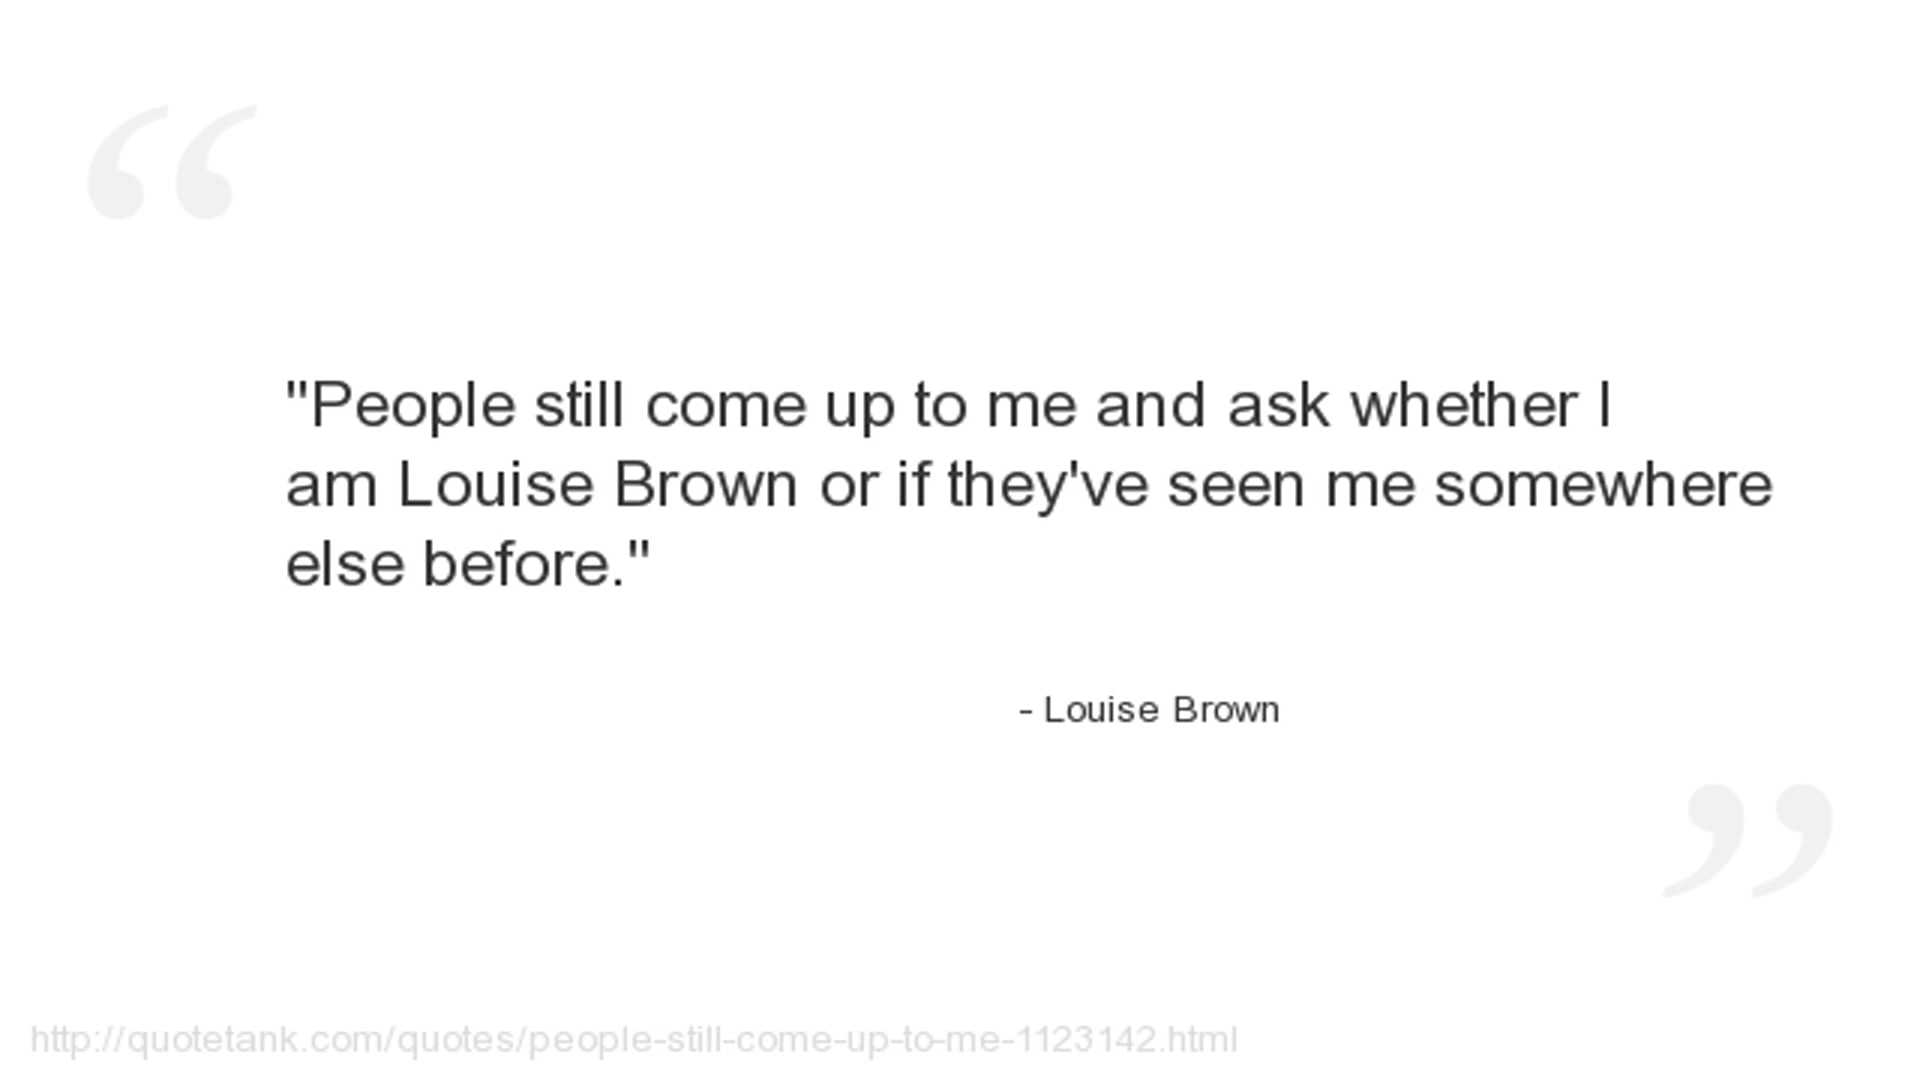 "People still come up to me and ask whether I
am Louise Brown or if they've seen me somewhere
else before."
- Louise Brown
http://quotetank.com/quotes/people-still-come-up-to-me-1123142.html